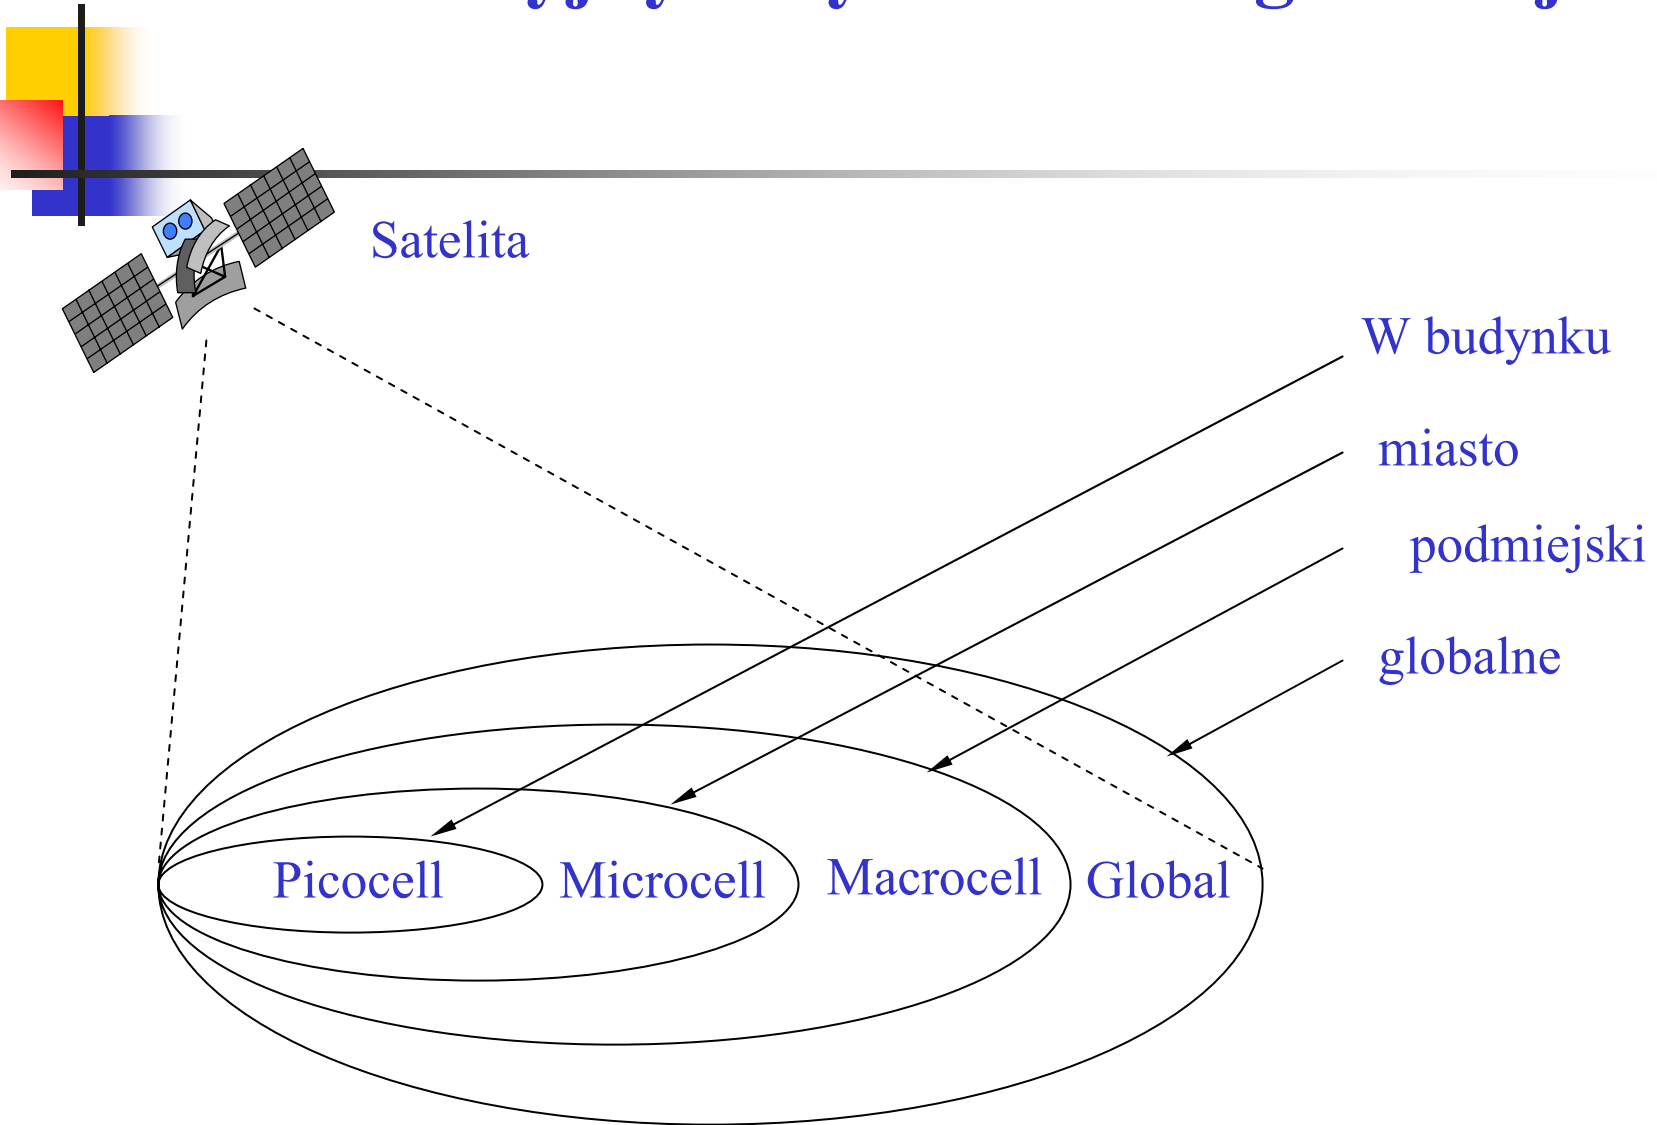 Satelita
W budynku
miasto
podmiejski
globalne
Picocell Microcell Macrocell Global